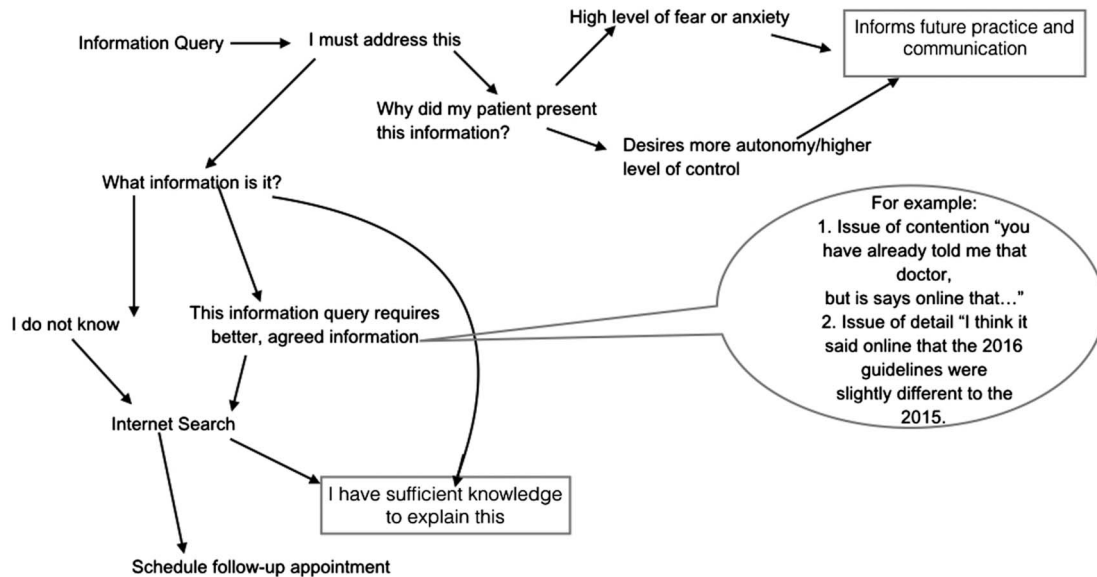 High level of fear or anxiety
Informs future practice and
communication
Information Query
I must address this
Why did my patient present
this information?
Desires more autonomy/higher
level of control
What information is it?
For example:
1. Issue of contention “you
have already told me that
doctor,
but is says online that…”
2. Issue of detail “I think it
said online that the 2016
guidelines were
slightly different to the
2015.
I do not know
This information query requires
better, agreed information
Internet Search
I have sufficient knowledge
to explain this
Schedule follow-up appointment